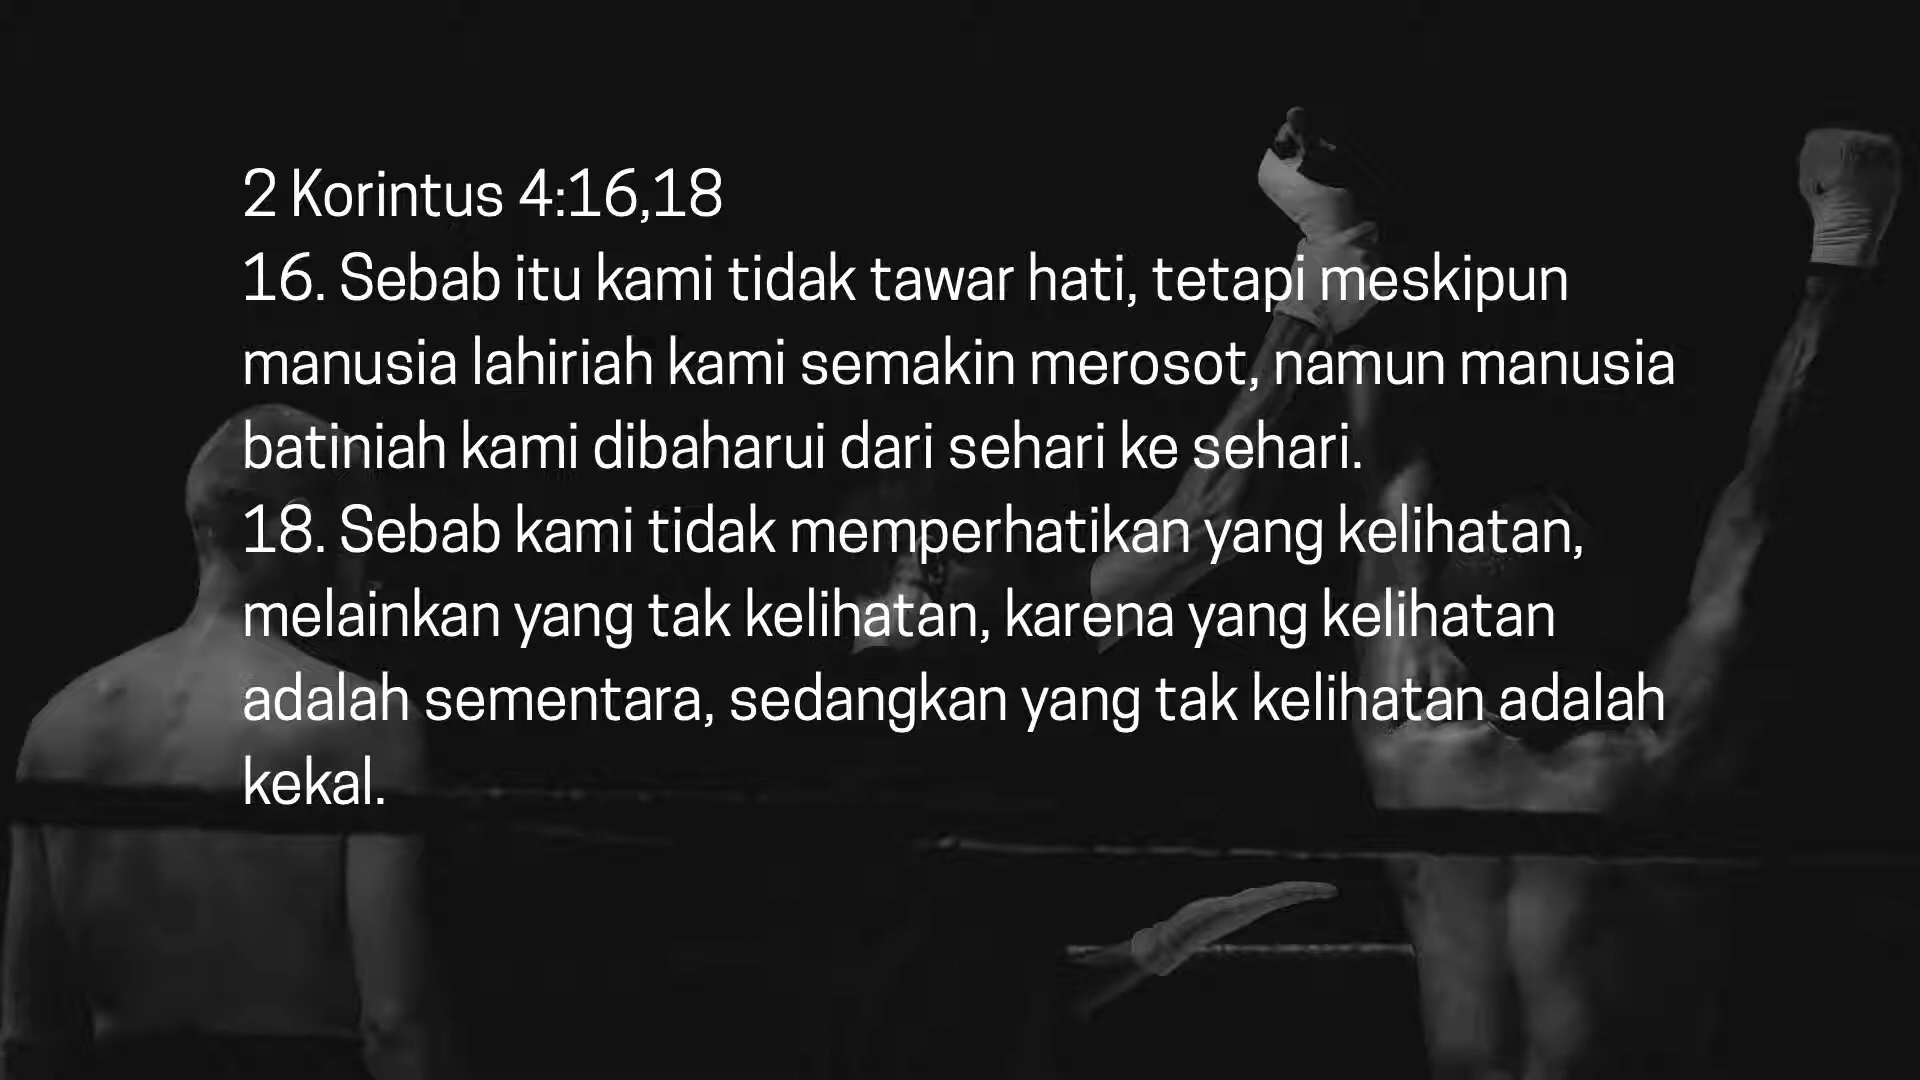 2 Korintus 4:16,18
16. Sebab itu kami tidak tawar hati, tetapi meskipun
manusia lahiriah kami semakin merosot, namun manusia
batiniah kami dibaharui dari sehari ke sehari.
18. Sebab kami tidak memperhatikan yang kelihatan,
melainkan yang tak kelihatan, karena yang kelihatan
adalah sementara, sedangkan yang tak kelihatan adalah
kekal.